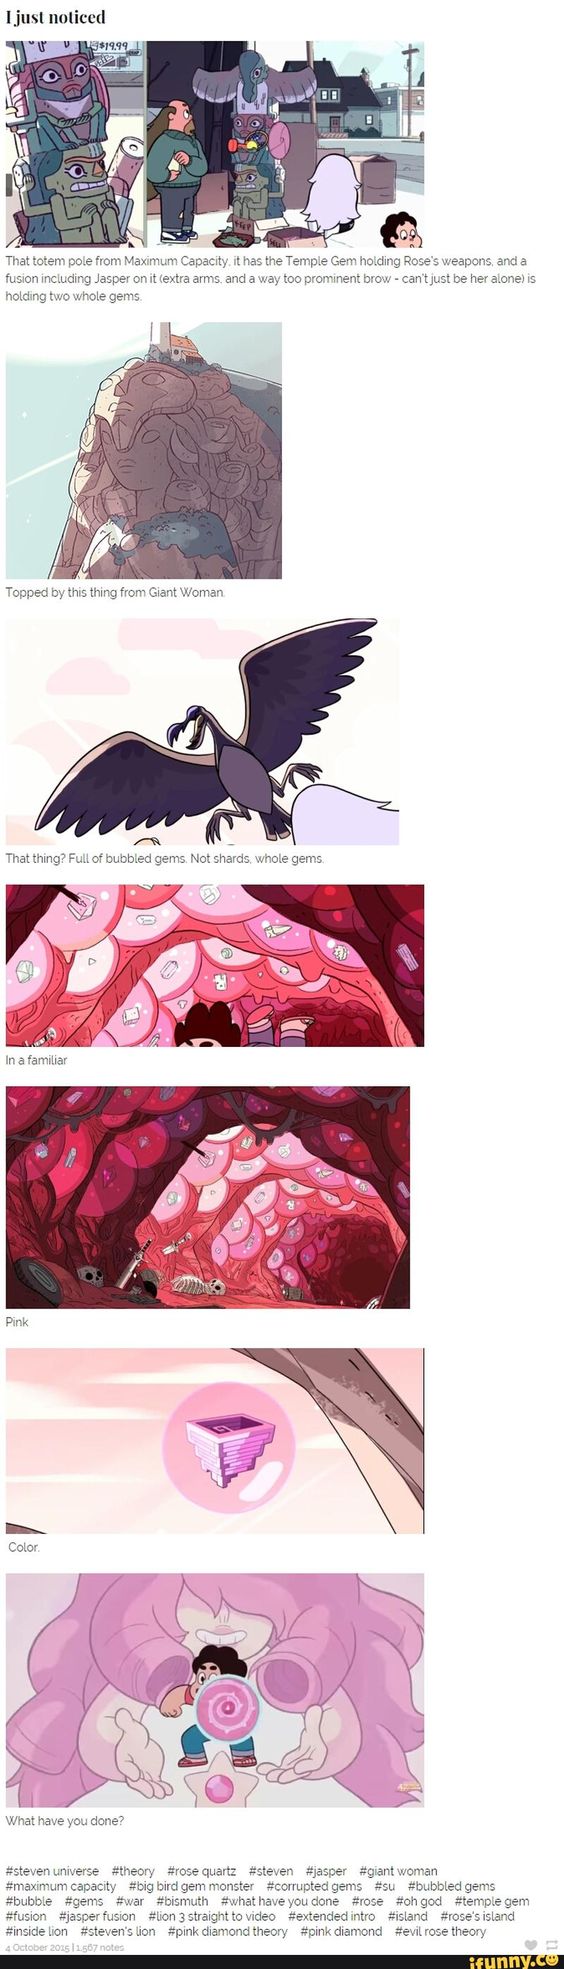 I just noticed
$19.99
KEEP
SELL
That totem pole from Maximum Capacity, it has the Temple Gem holding Rose's weapons, and a
fusion including Jasper on it (extra arms, and a way too prominent brow - can't just be her alone) is
holding two whole gems.
Topped by this thing from Giant Woman.
That thing? Full of bubbled gems. Not shards, whole gems.
In a familiar
Pink
Color.
What have you done?
#steven universe #theory #rose quartz #steven #jasper #giant woman
#maximum capacity #big bird gem monster #corrupted gems #su #bubbled gems
#bubble #gems #war #bismuth #what have you done #rose #oh god #temple gem
#fusion #jasper fusion #lion 3 straight to video #extended intro #island #rose's island
#inside lion #steven's lion #pink diamond theory #pink diamond #evil rose theory
4 October 2015 | 1,567 notes
ifunny.co